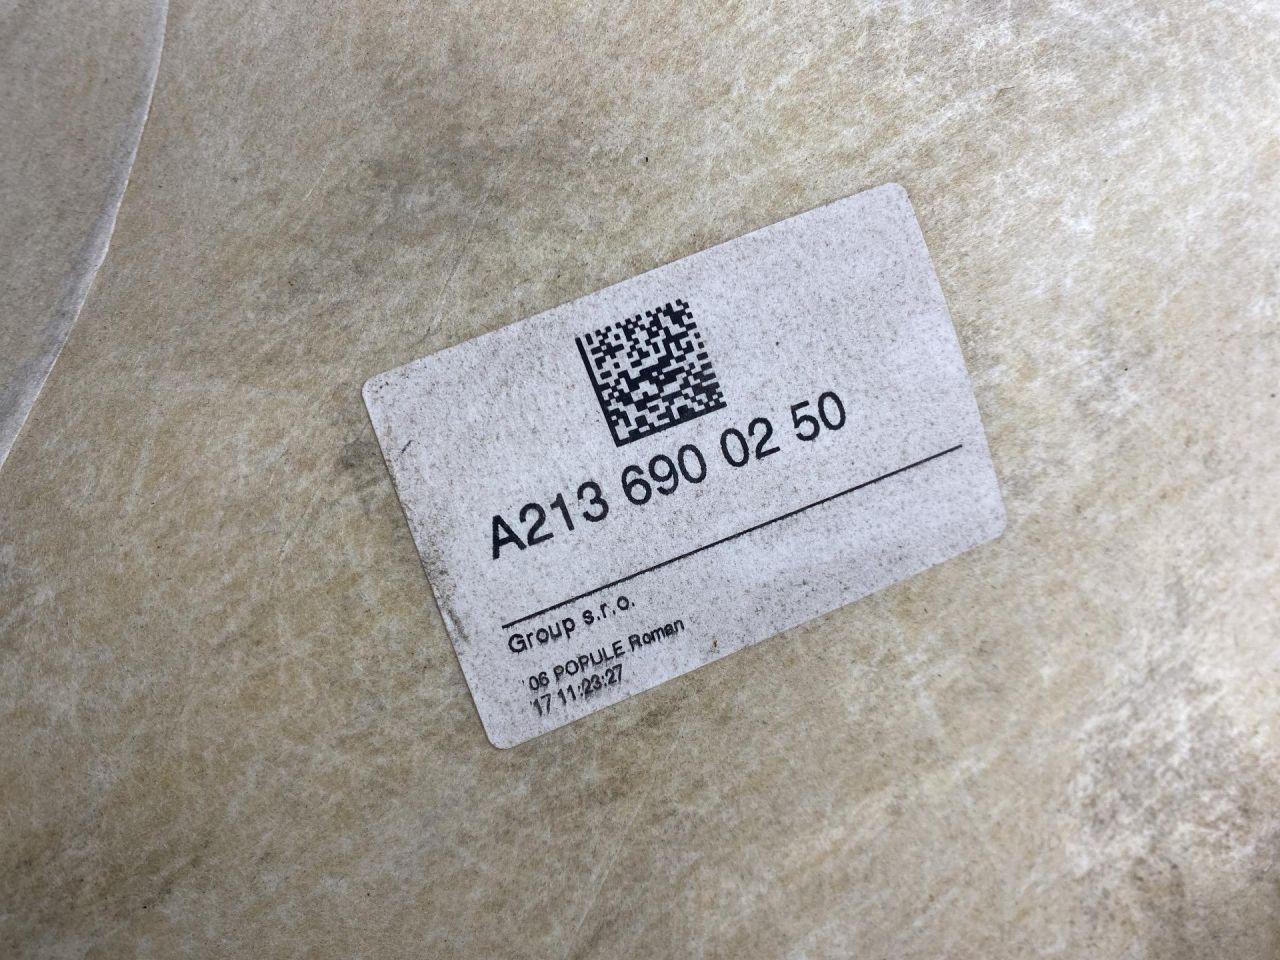 A213 690 02 50
Group s.r.o.
06 POPULE Roman
17 11:23:27